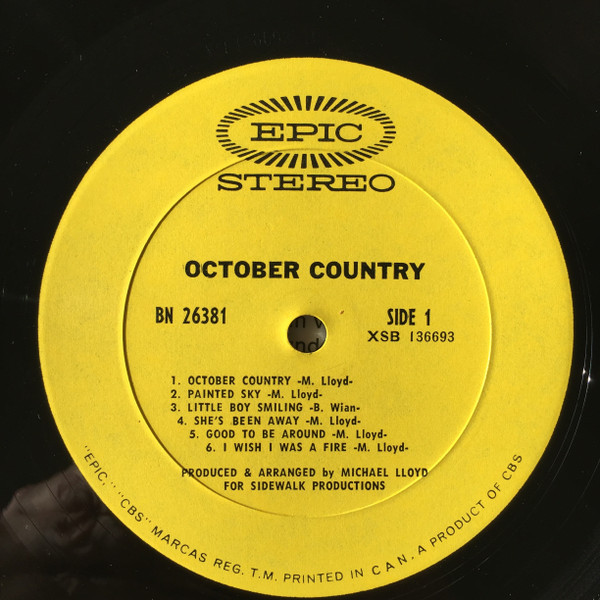 EPIC
STEREO
OCTOBER COUNTRY
BN 26381
SIDE 1
XSB 136693
1. OCTOBER COUNTRY -M. Lloyd-
2. PAINTED SKY -M. Lloyd-
3. LITTLE BOY SMILING -B. Wian-
4. SHE'S BEEN AWAY -M. Lloyd-
5. GOOD TO BE AROUND -M. Lloyd-
6. I WISH I WAS A FIRE -M. Lloyd-
PRODUCED & ARRANGED by MICHAEL LLOYD
FOR SIDEWALK PRODUCTIONS
"EPIC," "CBS" MARCAS REG. T.M. PRINTED IN CAN. A PRODUCT OF CBS